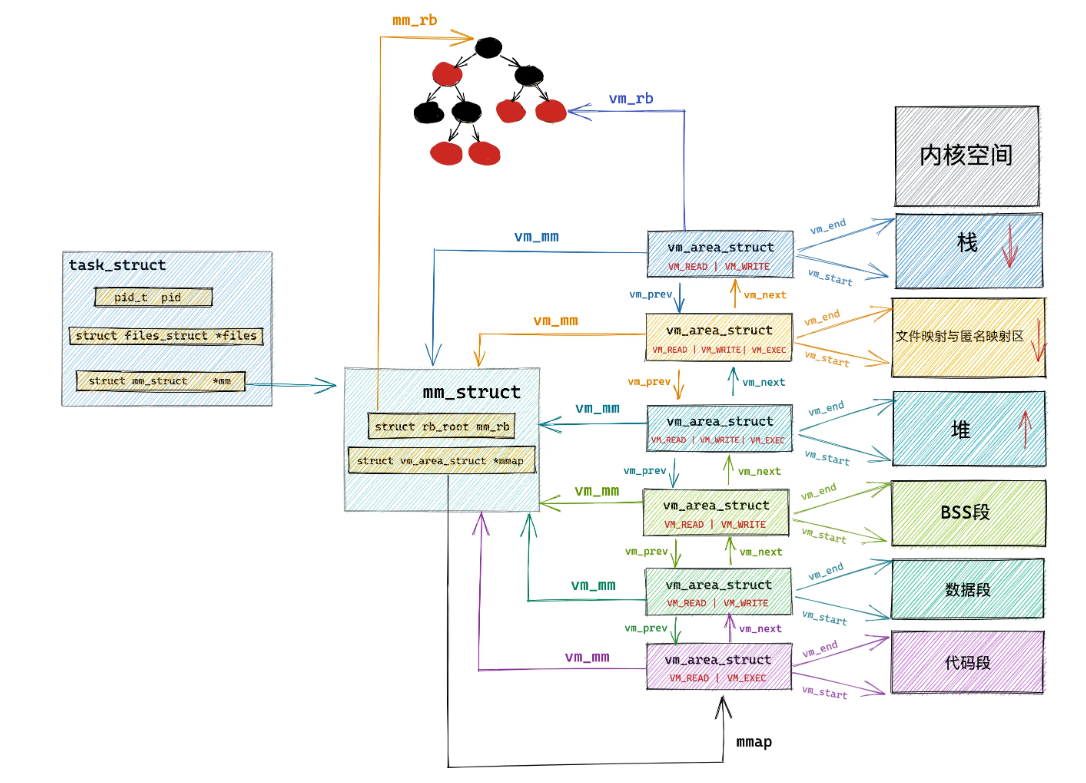 mm_rb
vm_rb
内核空间
vm_mm
vm_area_struct
VM_READ | VM_WRITE
vm_end
vm_start
栈
task_struct
pid_t pid
struct files_struct *files
struct mm_struct *mm
vm_prev
vm_next
vm_mm
vm_area_struct
VM_READ | VM_WRITE| VM_EXEC
vm_end
vm_start
文件映射与匿名映射区
vm_prev
vm_next
mm_struct
struct rb_root mm_rb
struct vm_area_struct *mmap
vm_mm
vm_area_struct
VM_READ | VM_WRITE| VM_EXEC
vm_end
vm_start
堆
vm_prev
vm_next
vm_mm
vm_area_struct
VM_READ | VM_WRITE
vm_end
vm_start
BSS段
vm_prev
vm_next
vm_mm
vm_area_struct
VM_READ | VM_WRITE
vm_end
vm_start
数据段
vm_prev
vm_next
vm_mm
vm_area_struct
VM_READ | VM_EXEC
vm_end
vm_start
代码段
mmap